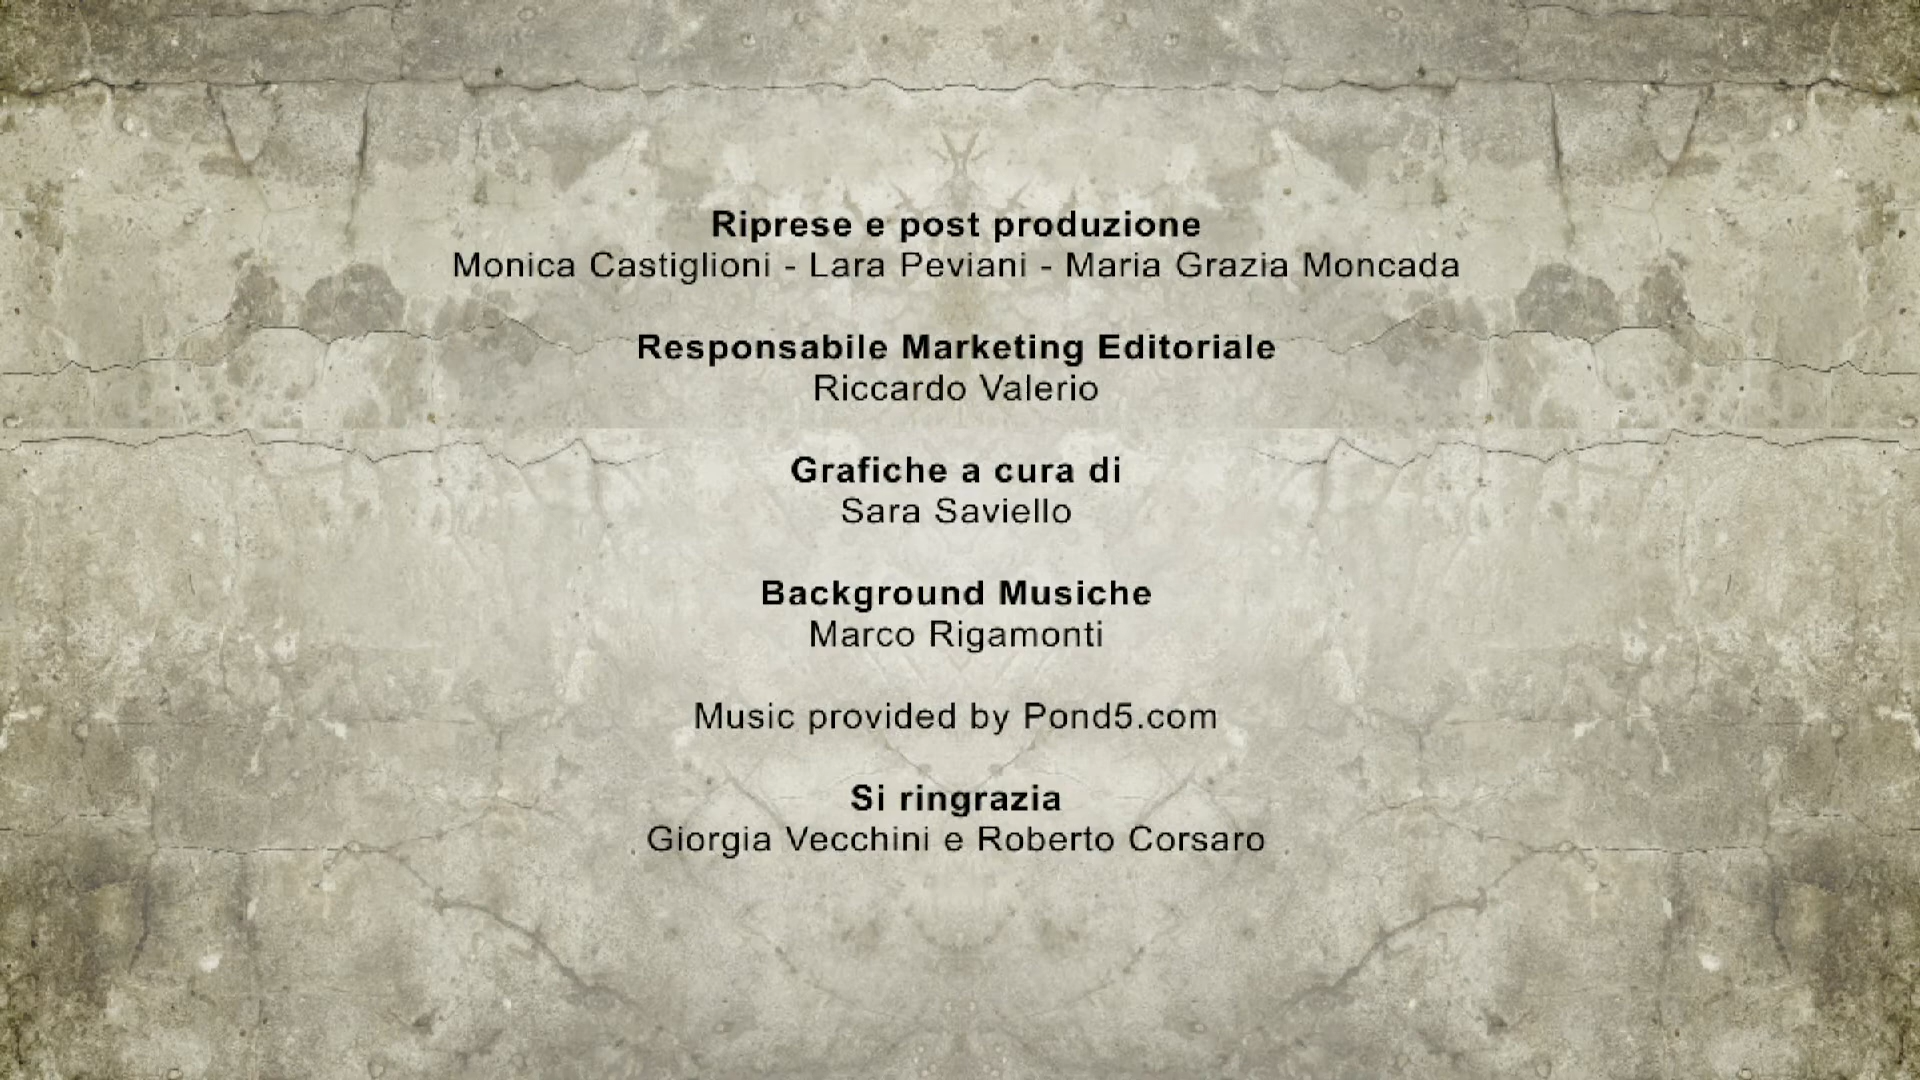 Riprese e post produzione
Monica Castiglioni - Lara Peviani - Maria Grazia Moncada
Responsabile Marketing Editoriale
Riccardo Valerio
Grafiche a cura di
Sara Saviello
Background Musiche
Marco Rigamonti
Music provided by Pond5.com
Si ringrazia
Giorgia Vecchini e Roberto Corsaro